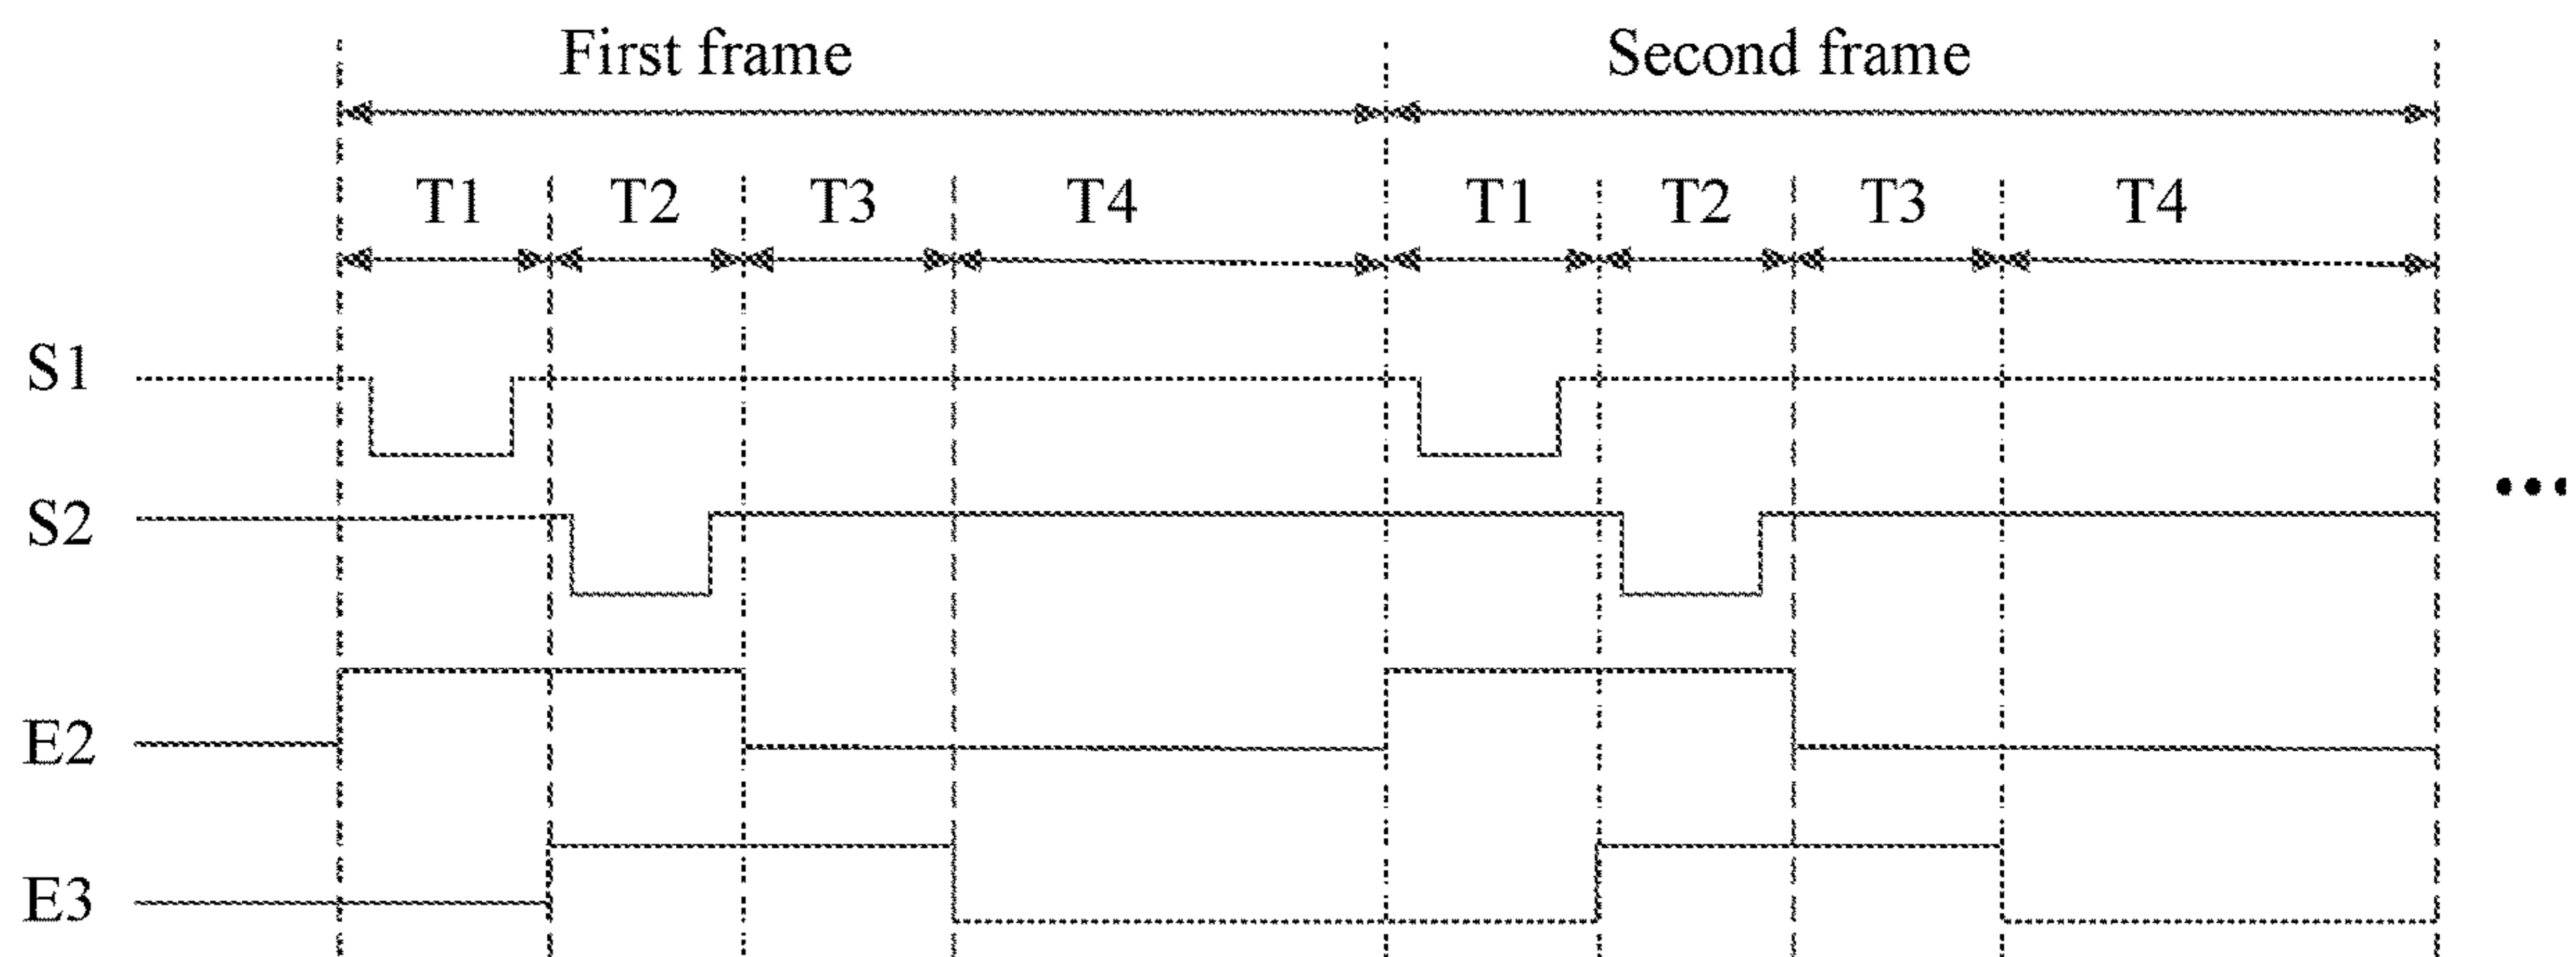 First frame Second frame
T1 T2 T3 T4 T1 T2 T3 T4
S1
S2
E2
E3